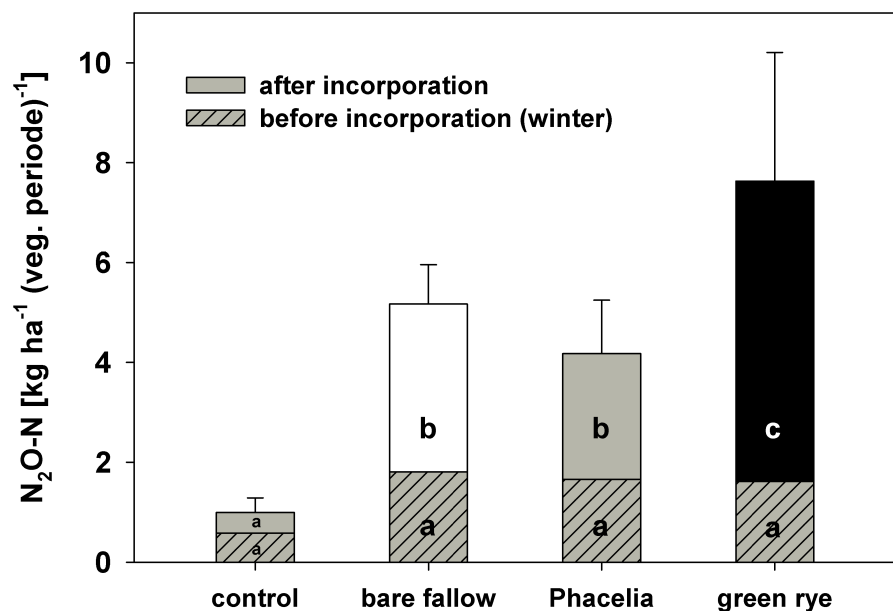 N₂O-N [kg ha⁻¹ (veg. periode)⁻¹]
10
8
6
4
2
0
after incorporation
before incorporation (winter)
a
a
b
a
b
a
c
a
control
bare fallow
Phacelia
green rye